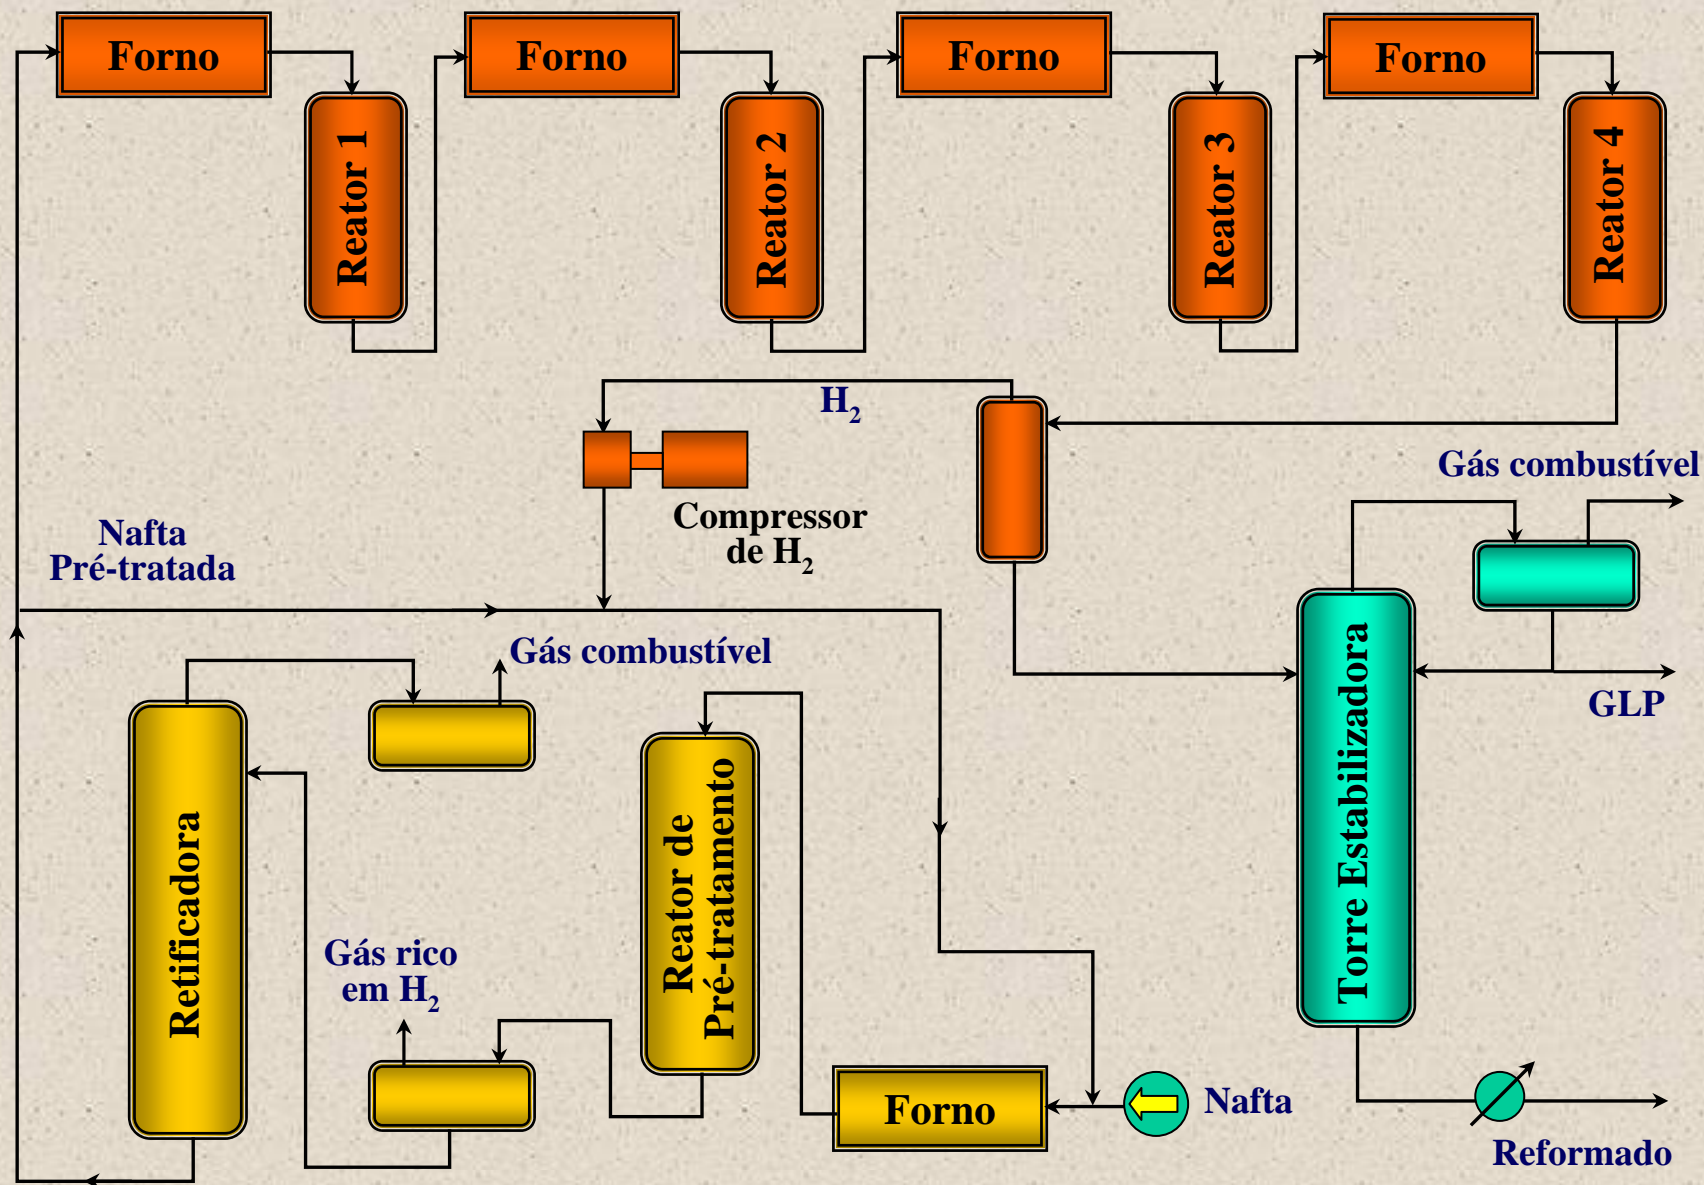 Forno
Forno
Forno
Forno
Reator 1
Reator 2
Reator 3
Reator 4
H₂
Compressor
de H₂
Gás combustível
Nafta
Pré-tratada
Gás combustível
GLP
Torre Estabilizadora
Retificadora
Reator de
Pré-tratamento
Gás rico
em H₂
Forno
Nafta
Reformado